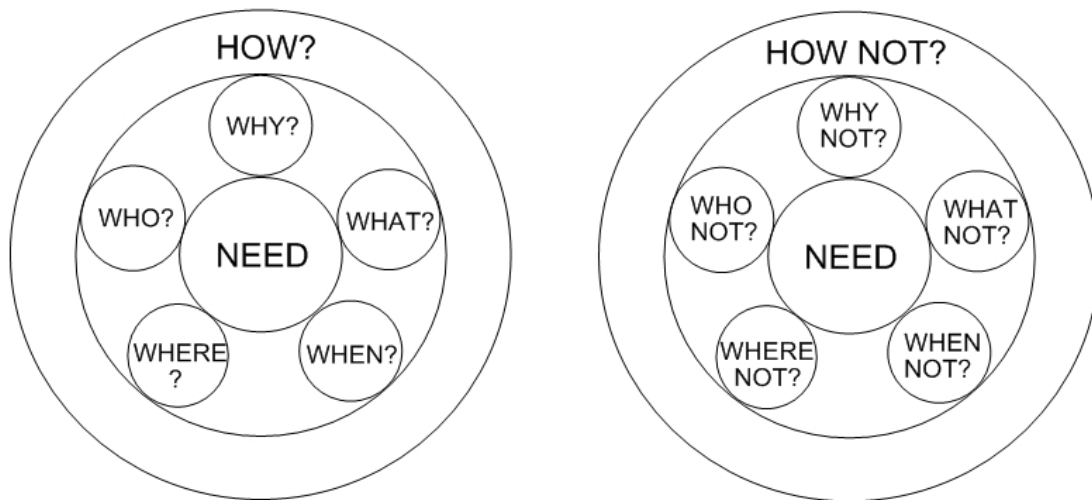 HOW?
WHY?
WHO?
WHAT?
NEED
WHERE
?
WHEN?
HOW NOT?
WHY
NOT?
WHO
NOT?
WHAT
NOT?
NEED
WHERE
NOT?
WHEN
NOT?